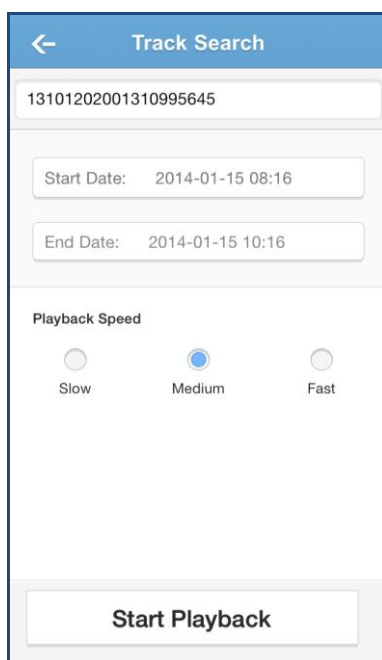 Track Search
13101202001310995645
Start Date: 2014-01-15 08:16
End Date: 2014-01-15 10:16
Playback Speed
Slow Medium Fast
Start Playback